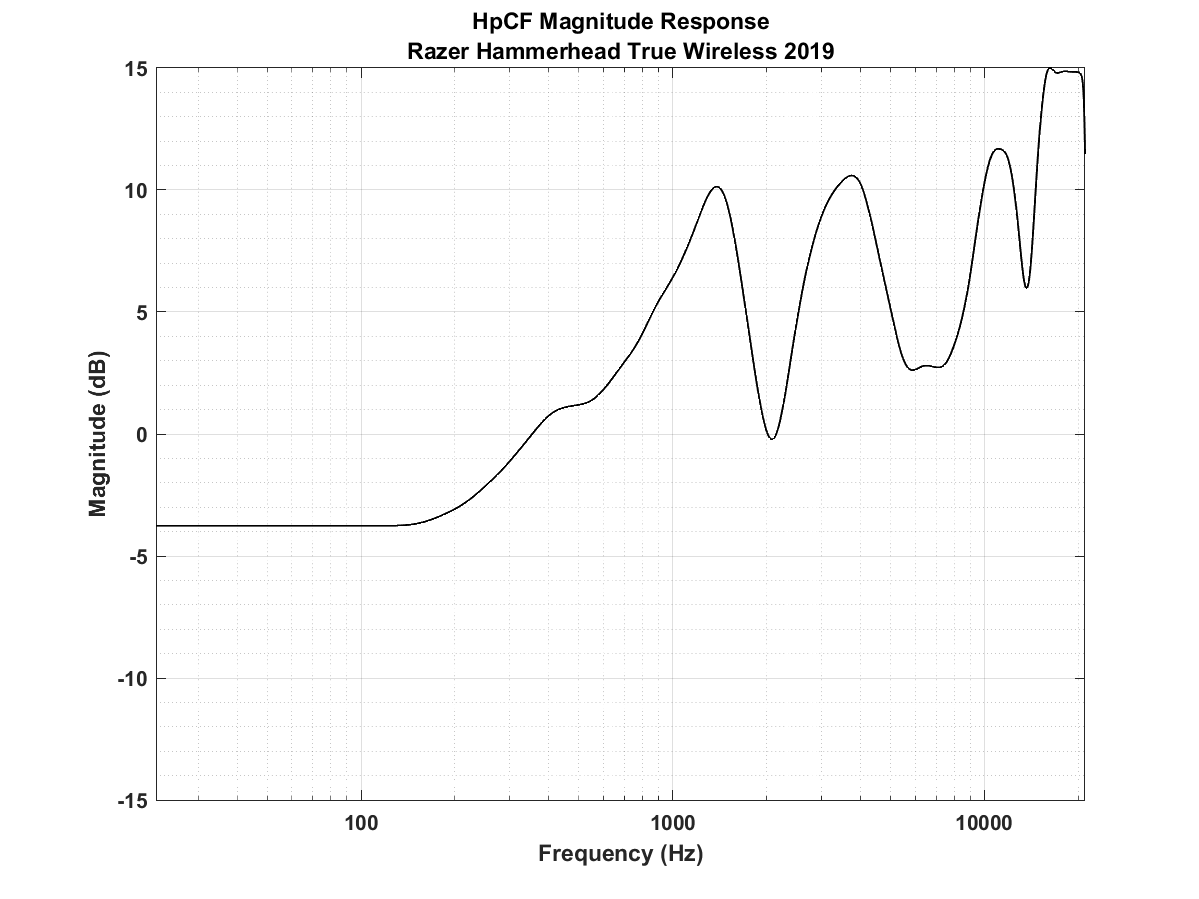 HpCF Magnitude Response
Razer Hammerhead True Wireless 2019
15
10
5
0
-5
-10
-15
Magnitude (dB)
100
1000
10000
Frequency (Hz)